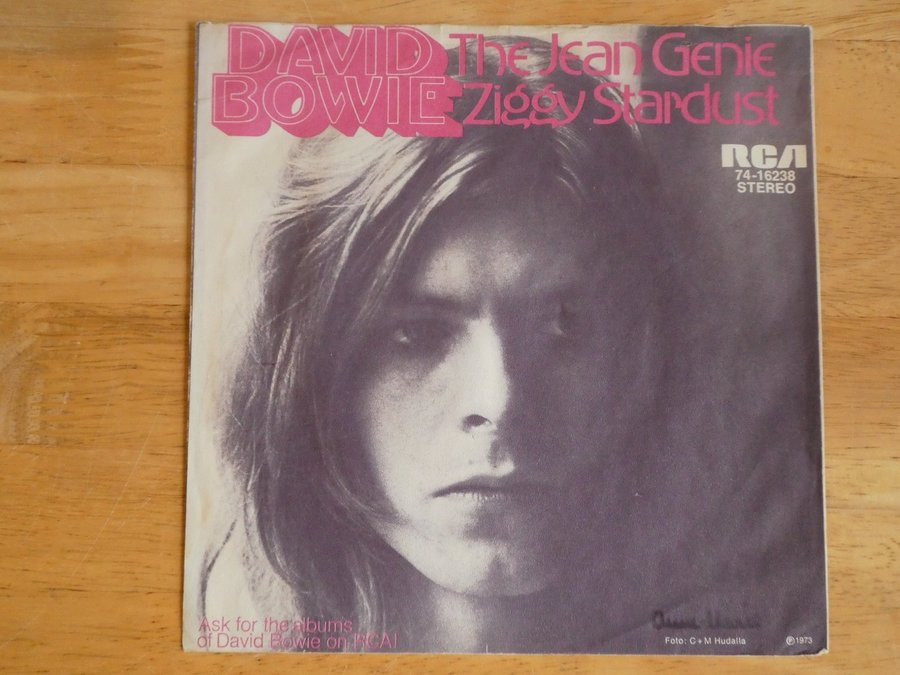 DAVID
BOWIE
The Jean Genie
Ziggy Stardust
RCA
74-16238
STEREO
Ask for the albums
of David Bowie on RCA!
Foto: C+M Hudalla
℗1973